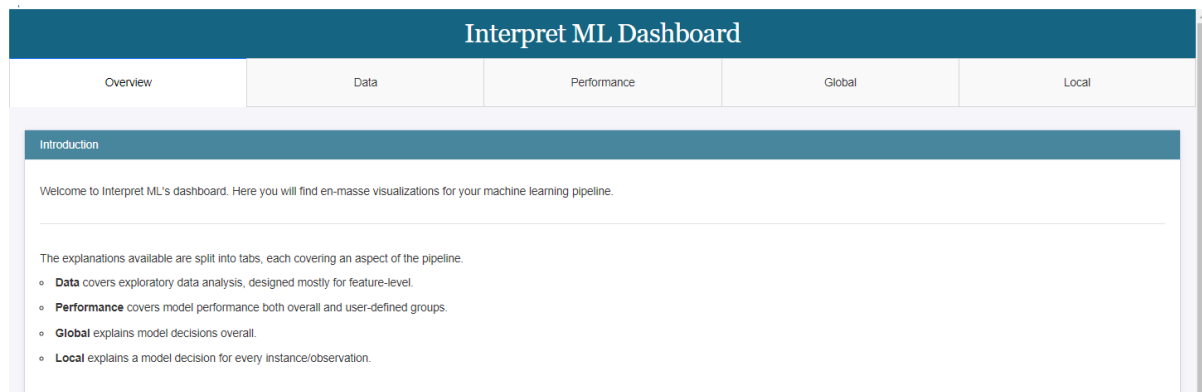 Interpret ML Dashboard
Overview
Data
Performance
Global
Local
Introduction
Welcome to Interpret ML's dashboard. Here you will find en-masse visualizations for your machine learning pipeline.
The explanations available are split into tabs, each covering an aspect of the pipeline.
Data covers exploratory data analysis, designed mostly for feature-level.
Performance covers model performance both overall and user-defined groups.
Global explains model decisions overall.
Local explains a model decision for every instance/observation.